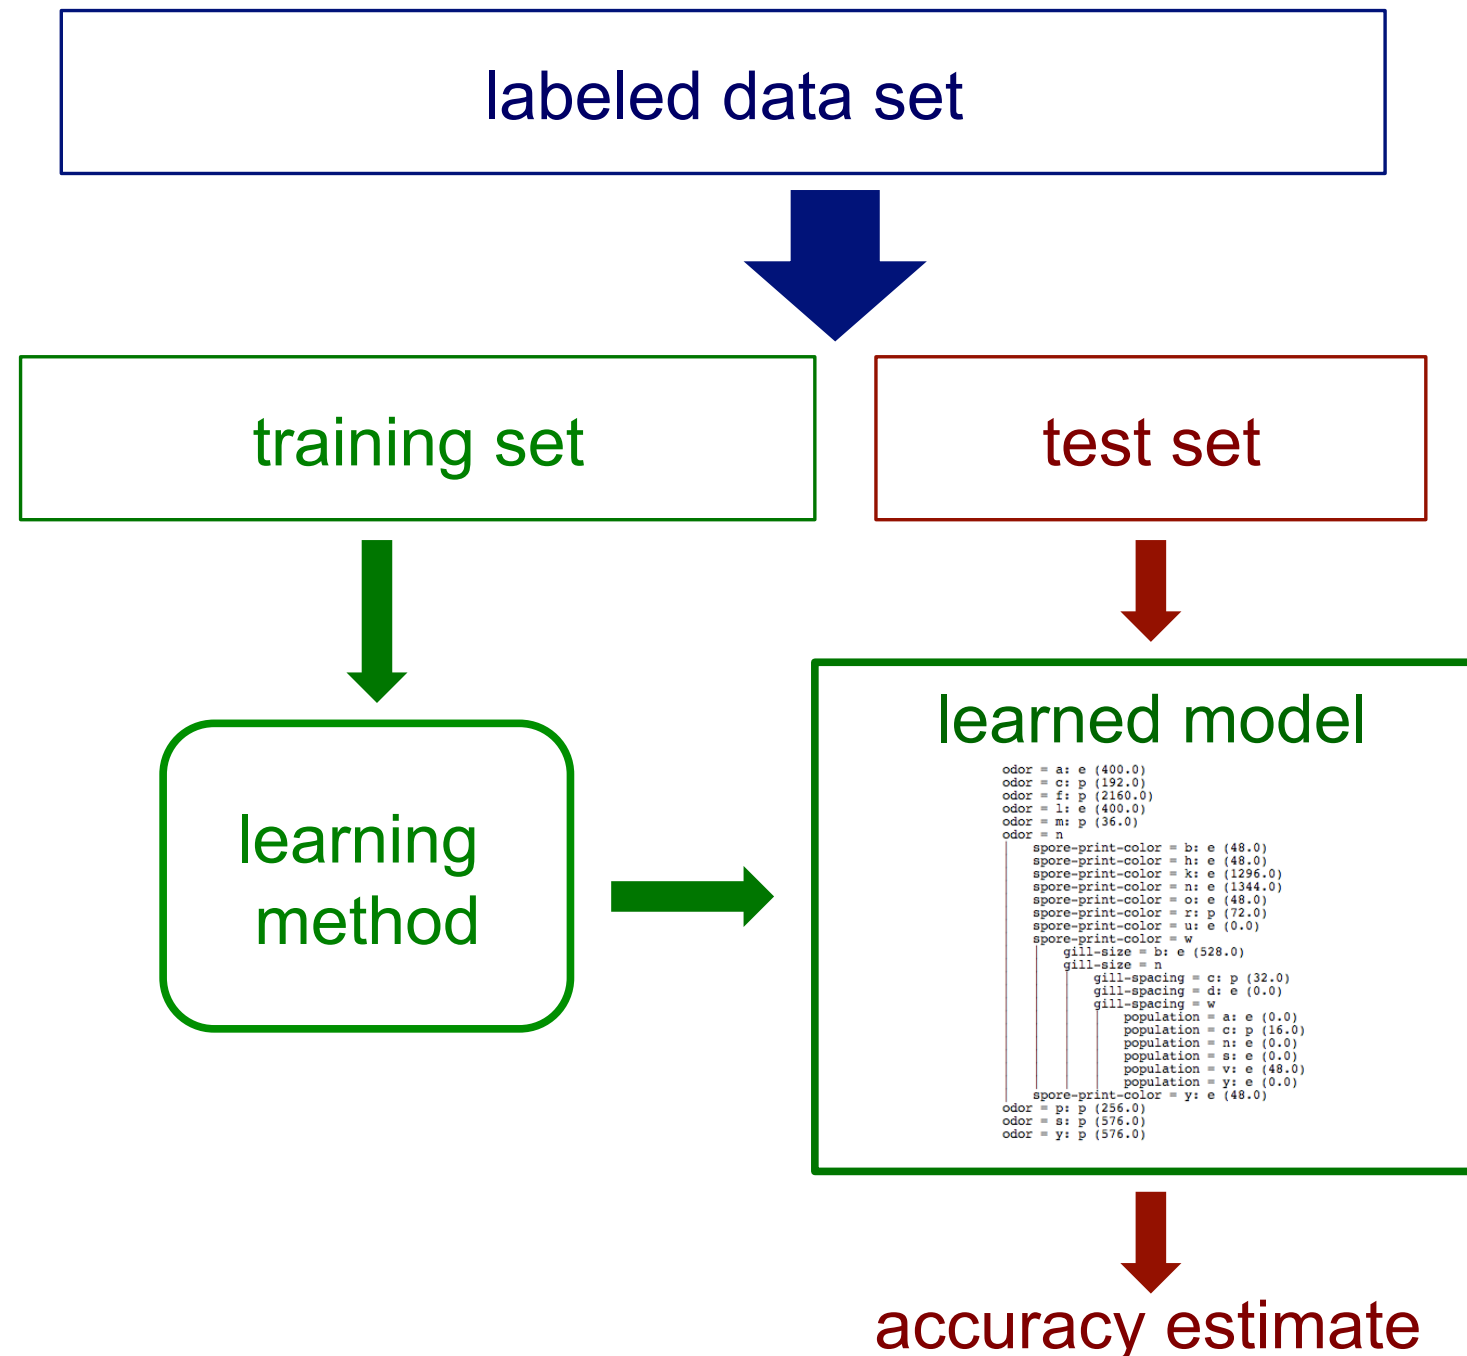 labeled data set
training set
test set
learning
method
learned model
odor = a: e (400.0)
odor = c: p (192.0)
odor = f: p (2160.0)
odor = l: e (400.0)
odor = m: p (36.0)
odor = n
|   spore-print-color = b: e (48.0)
|   spore-print-color = h: e (48.0)
|   spore-print-color = k: e (1296.0)
|   spore-print-color = n: e (1344.0)
|   spore-print-color = o: e (48.0)
|   spore-print-color = r: p (72.0)
|   spore-print-color = u: e (0.0)
|   spore-print-color = w
|   |   gill-size = b: e (528.0)
|   |   gill-size = n
|   |   |   gill-spacing = c: p (32.0)
|   |   |   gill-spacing = d: e (0.0)
|   |   |   gill-spacing = w
|   |   |   |   population = a: e (0.0)
|   |   |   |   population = c: p (16.0)
|   |   |   |   population = n: e (0.0)
|   |   |   |   population = s: e (0.0)
|   |   |   |   population = v: e (48.0)
|   |   |   |   population = y: e (0.0)
|   spore-print-color = y: e (48.0)
odor = p: p (256.0)
odor = s: p (576.0)
odor = y: p (576.0)
accuracy estimate